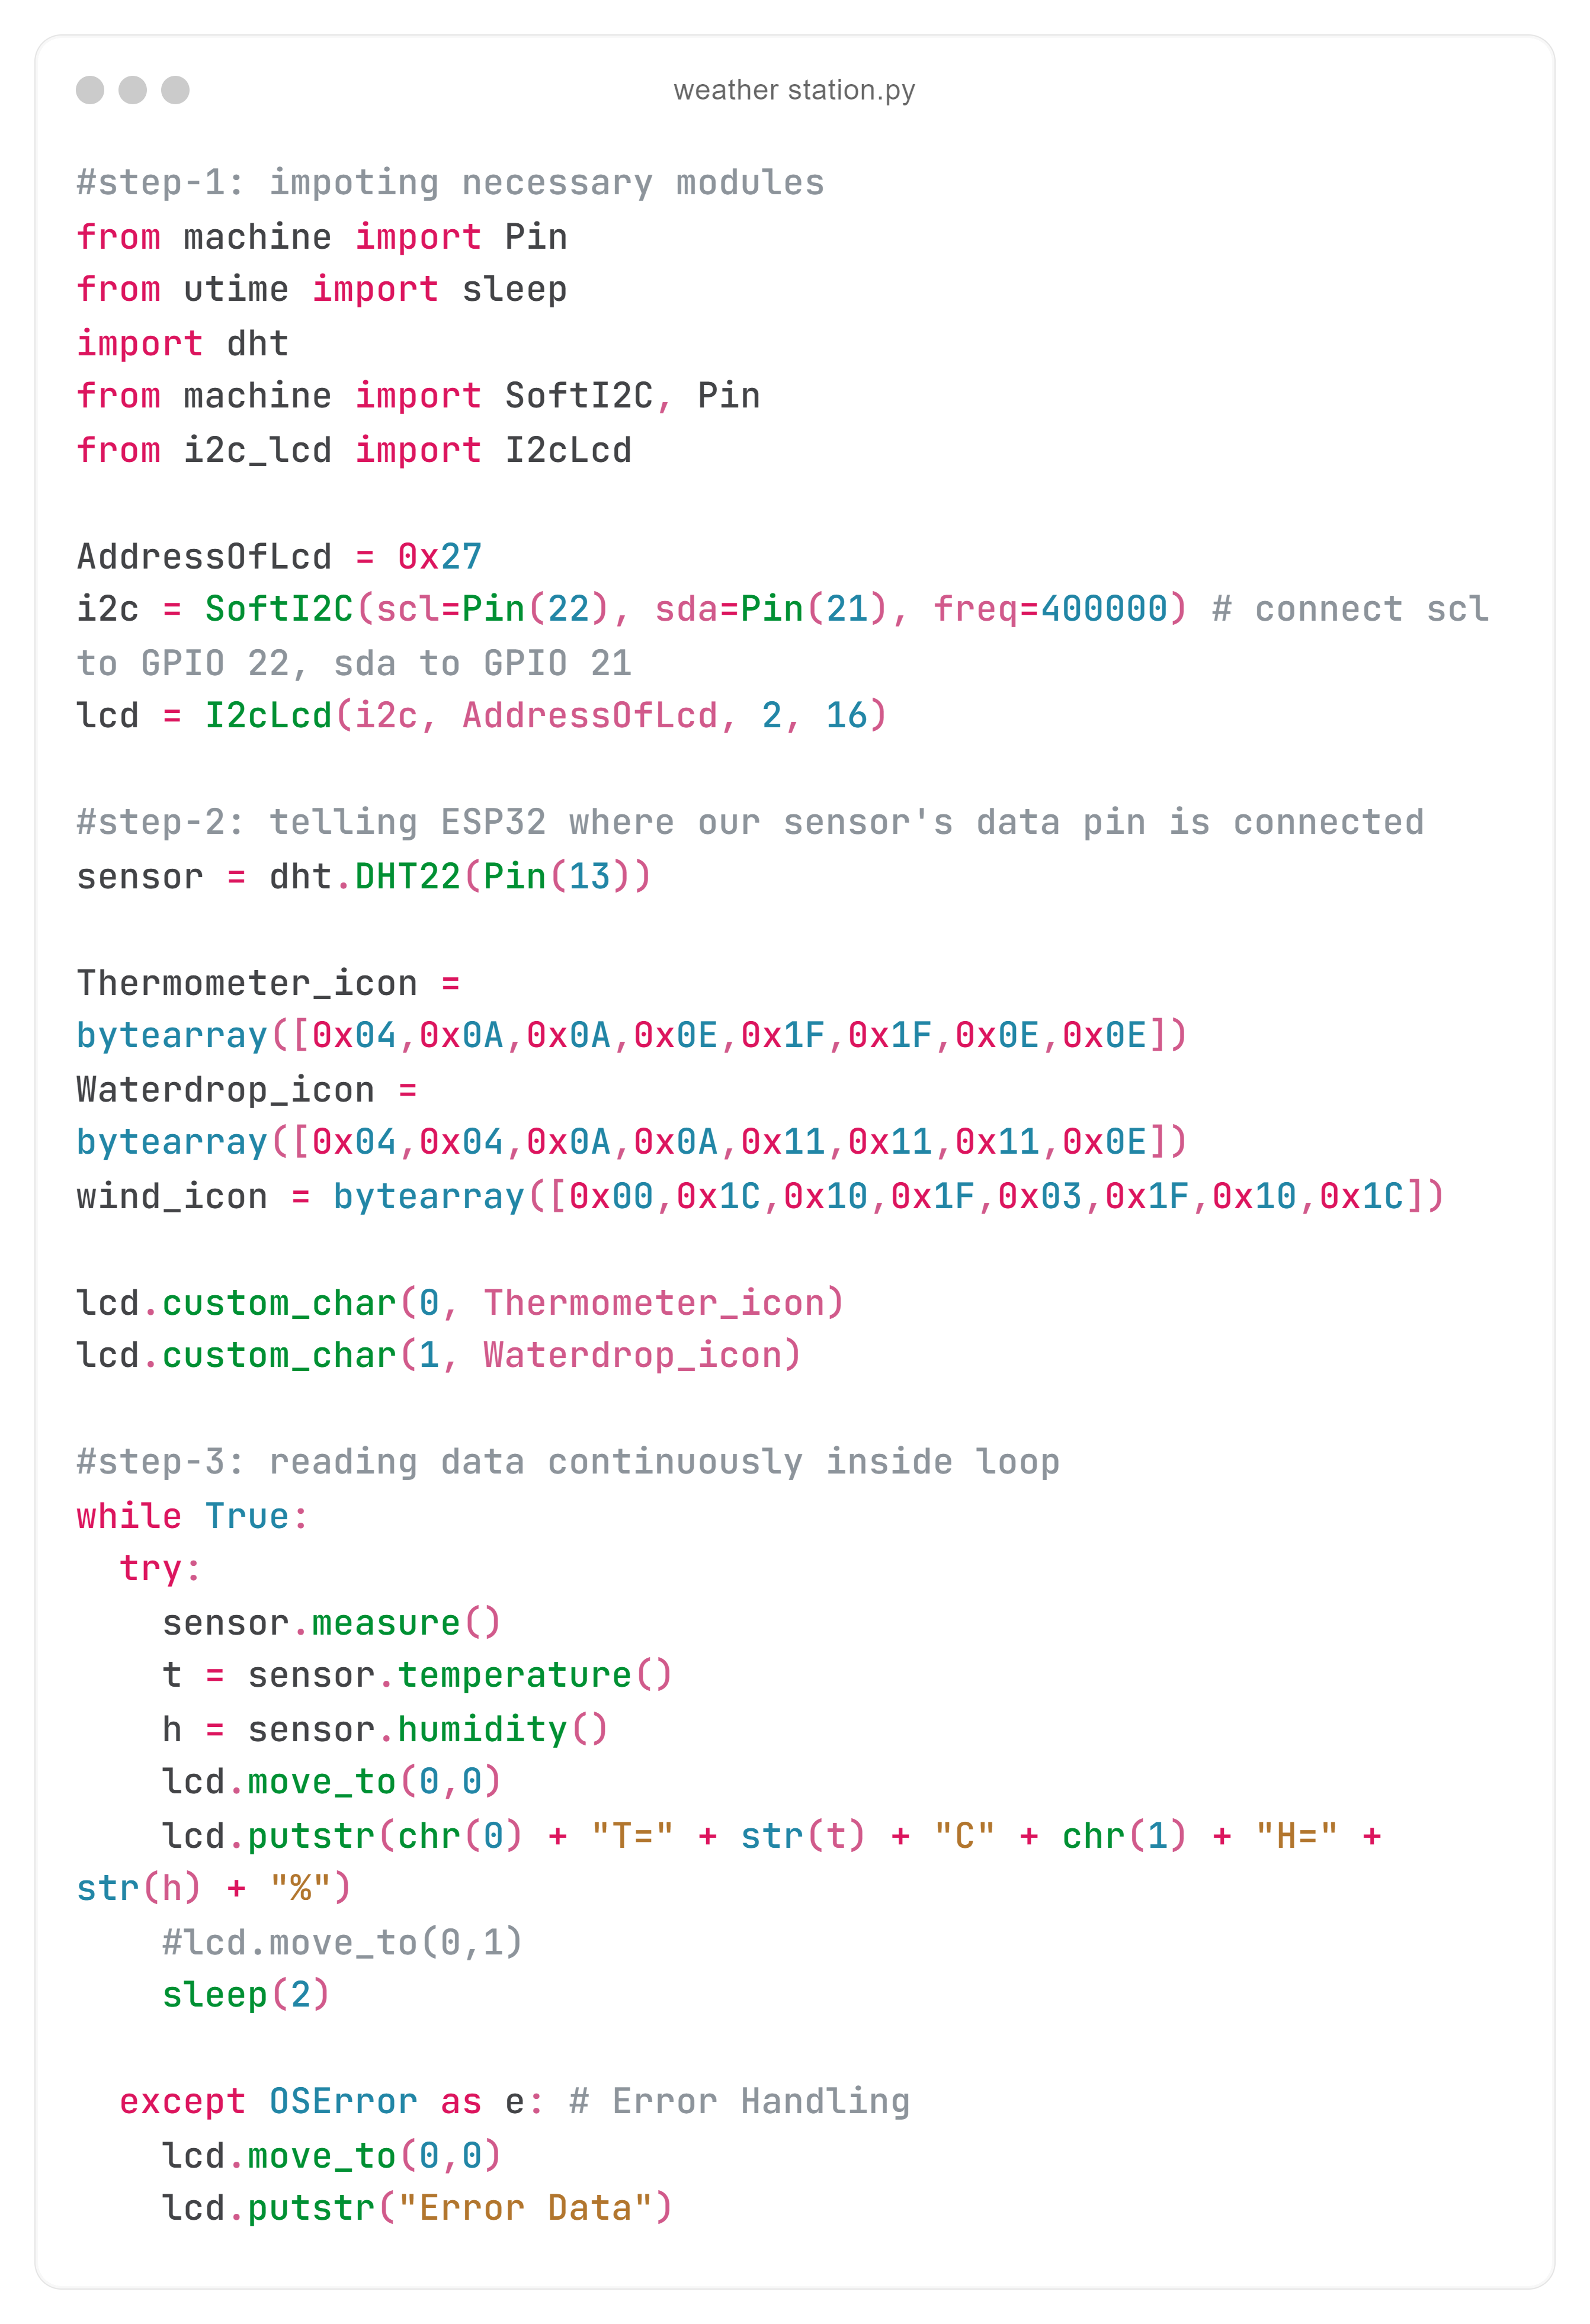 weather station.py
#step-1: impoting necessary modules
from machine import Pin
from utime import sleep
import dht
from machine import SoftI2C, Pin
from i2c_lcd import I2cLcd
AddressOfLcd = 0x27
i2c = SoftI2C(scl=Pin(22), sda=Pin(21), freq=400000) # connect scl
to GPIO 22, sda to GPIO 21
lcd = I2cLcd(i2c, AddressOfLcd, 2, 16)
#step-2: telling ESP32 where our sensor's data pin is connected
sensor = dht.DHT22(Pin(13))
Thermometer_icon =
bytearray([0x04,0x0A,0x0A,0x0E,0x1F,0x1F,0x0E,0x0E])
Waterdrop_icon =
bytearray([0x04,0x04,0x0A,0x0A,0x11,0x11,0x11,0x0E])
wind_icon = bytearray([0x00,0x1C,0x10,0x1F,0x03,0x1F,0x10,0x1C])
lcd.custom_char(0, Thermometer_icon)
lcd.custom_char(1, Waterdrop_icon)
#step-3: reading data continuously inside loop
while True:
  try:
    sensor.measure()
    t = sensor.temperature()
    h = sensor.humidity()
    lcd.move_to(0,0)
    lcd.putstr(chr(0) + "T=" + str(t) + "C" + chr(1) + "H=" +
str(h) + "%")
    #lcd.move_to(0,1)
    sleep(2)
  except OSError as e: # Error Handling
    lcd.move_to(0,0)
    lcd.putstr("Error Data")